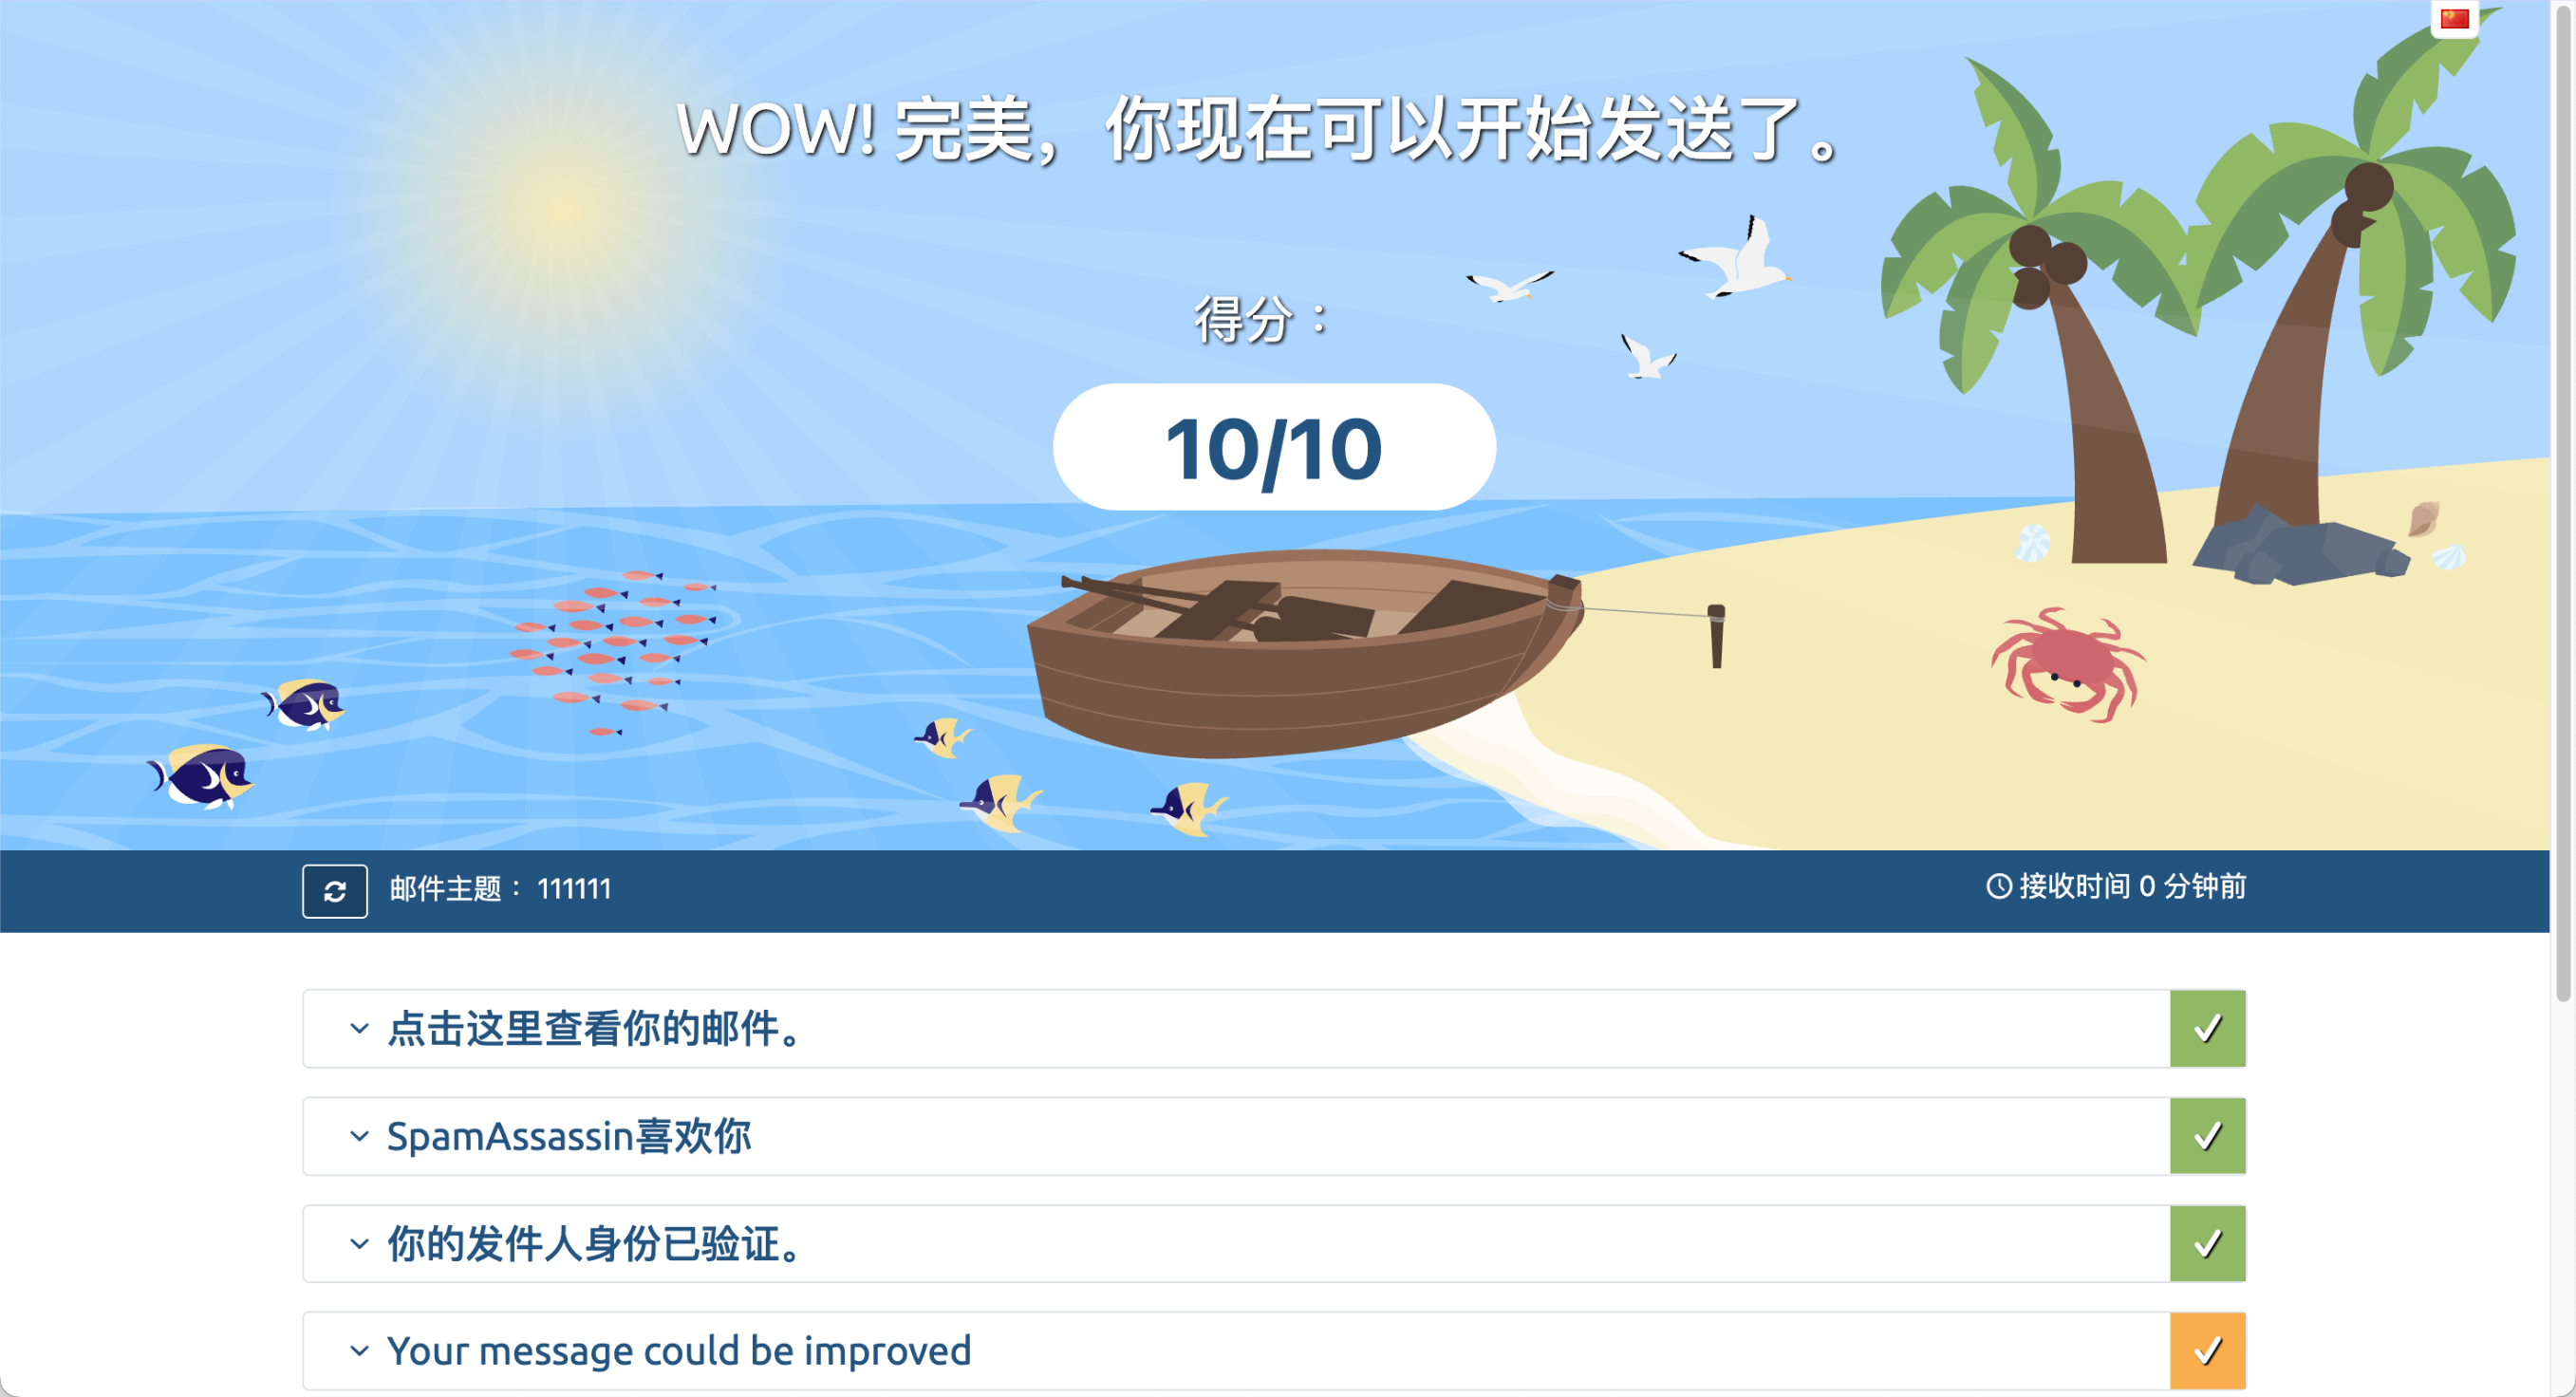 WOW! 完美，你现在可以开始发送了。
得分：
10/10
邮件主题： 111111
接收时间 0 分钟前
点击这里查看你的邮件。
SpamAssassin喜欢你
你的发件人身份已验证。
Your message could be improved